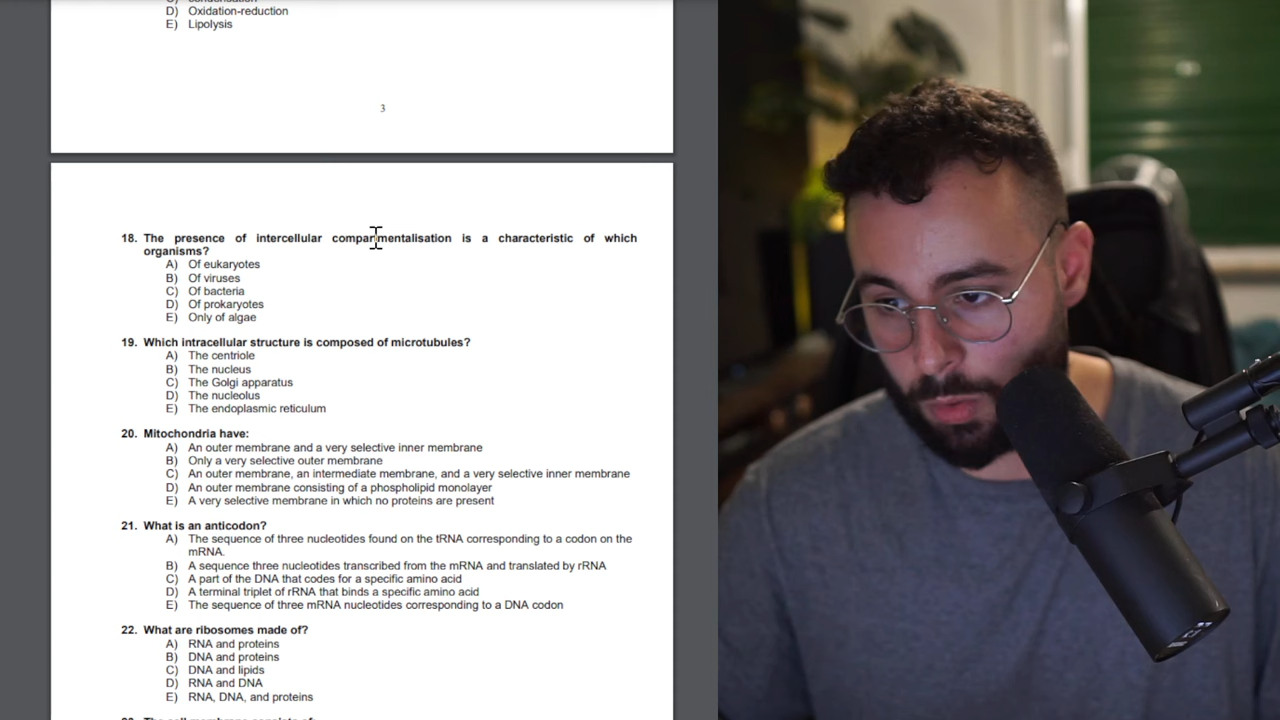 D) Oxidation-reduction
E) Lipolysis
3
18. The presence of intercellular compartmentalisation is a characteristic of which
organisms?
A) Of eukaryotes
B) Of viruses
C) Of bacteria
D) Of prokaryotes
E) Only of algae
19. Which intracellular structure is composed of microtubules?
A) The centriole
B) The nucleus
C) The Golgi apparatus
D) The nucleolus
E) The endoplasmic reticulum
20. Mitochondria have:
A) An outer membrane and a very selective inner membrane
B) Only a very selective outer membrane
C) An outer membrane, an intermediate membrane, and a very selective inner membrane
D) An outer membrane consisting of a phospholipid monolayer
E) A very selective membrane in which no proteins are present
21. What is an anticodon?
A) The sequence of three nucleotides found on the tRNA corresponding to a codon on the
mRNA.
B) A sequence three nucleotides transcribed from the mRNA and translated by rRNA
C) A part of the DNA that codes for a specific amino acid
D) A terminal triplet of rRNA that binds a specific amino acid
E) The sequence of three mRNA nucleotides corresponding to a DNA codon
22. What are ribosomes made of?
A) RNA and proteins
B) DNA and proteins
C) DNA and lipids
D) RNA and DNA
E) RNA, DNA, and proteins